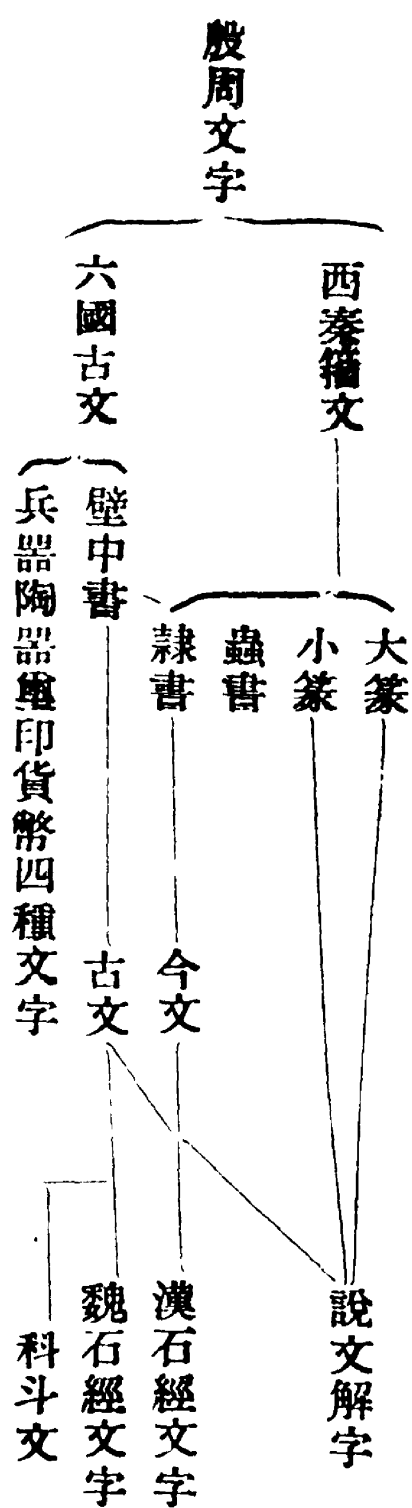 殷周文字
西秦籒文
六國古文
大篆
小篆
蟲書
隷書
壁中書
兵器陶器璽印貨幣四種文字
今文
古文
說文解字
漢石經文字
魏石經文字
科斗文